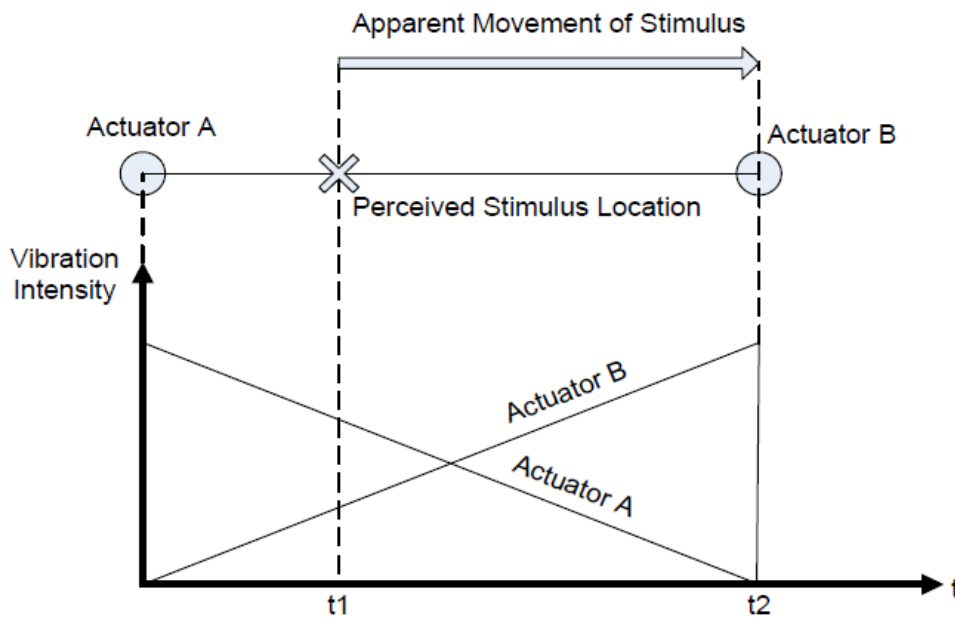 Apparent Movement of Stimulus
Actuator A
Actuator B
Perceived Stimulus Location
Vibration
Intensity
Actuator B
Actuator A
t1
t2
t